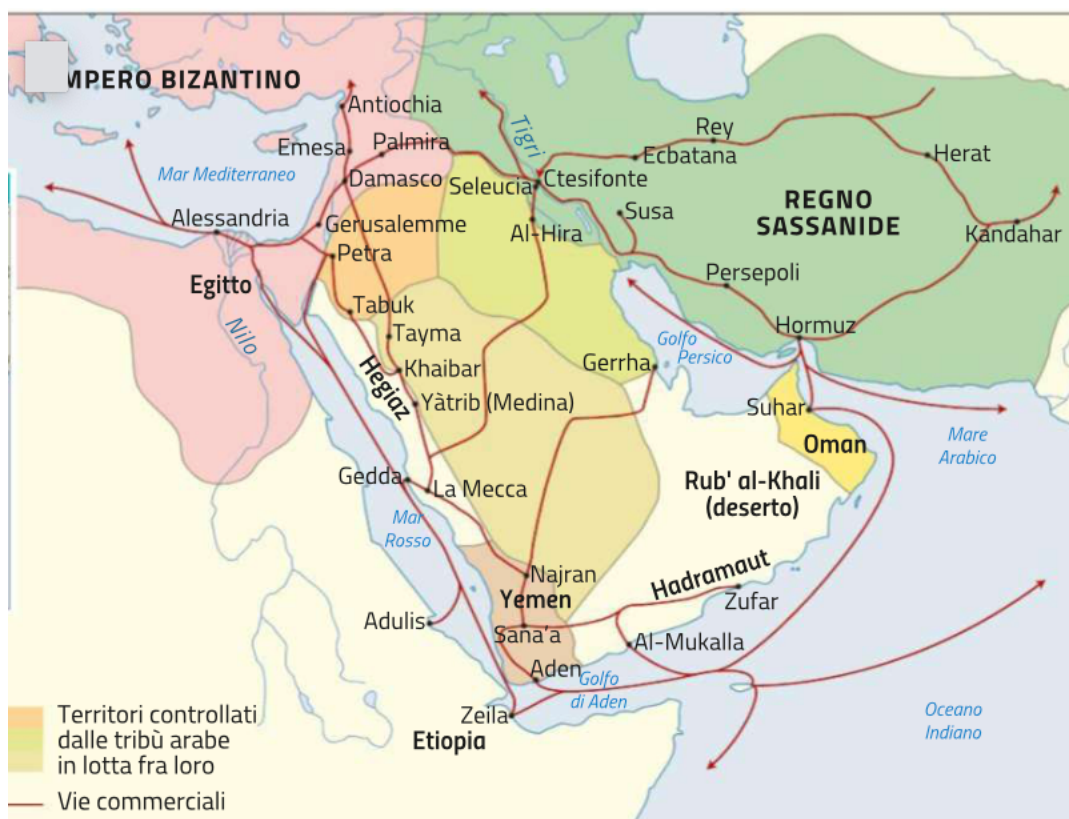 MPERO BIZANTINO
Antiochia
Emesa
Palmira
Mar Mediterraneo
Damasco
Alessandria
Gerusalemme
Petra
Egitto
Nilo
Tabuk
Tayma
Khaibar
Hegiaz
Yàtrib (Medina)
Gedda
La Mecca
Mar
Rosso
Tigri
Rey
Ecbatana
Herat
Ctesifonte
Seleucia
Susa
REGNO
SASSANIDE
Al-Hira
Kandahar
Persepoli
Hormuz
Golfo
Persico
Gerrha
Suhar
Oman
Mare
Arabico
Rub' al-Khali
(deserto)
Najran
Yemen
Hadramaut
Zufar
Adulis
Sana'a
Al-Mukalla
Aden
Golfo
di Aden
Zeila
Etiopia
Oceano
Indiano
Territori controllati
dalle tribù arabe
in lotta fra loro
Vie commerciali